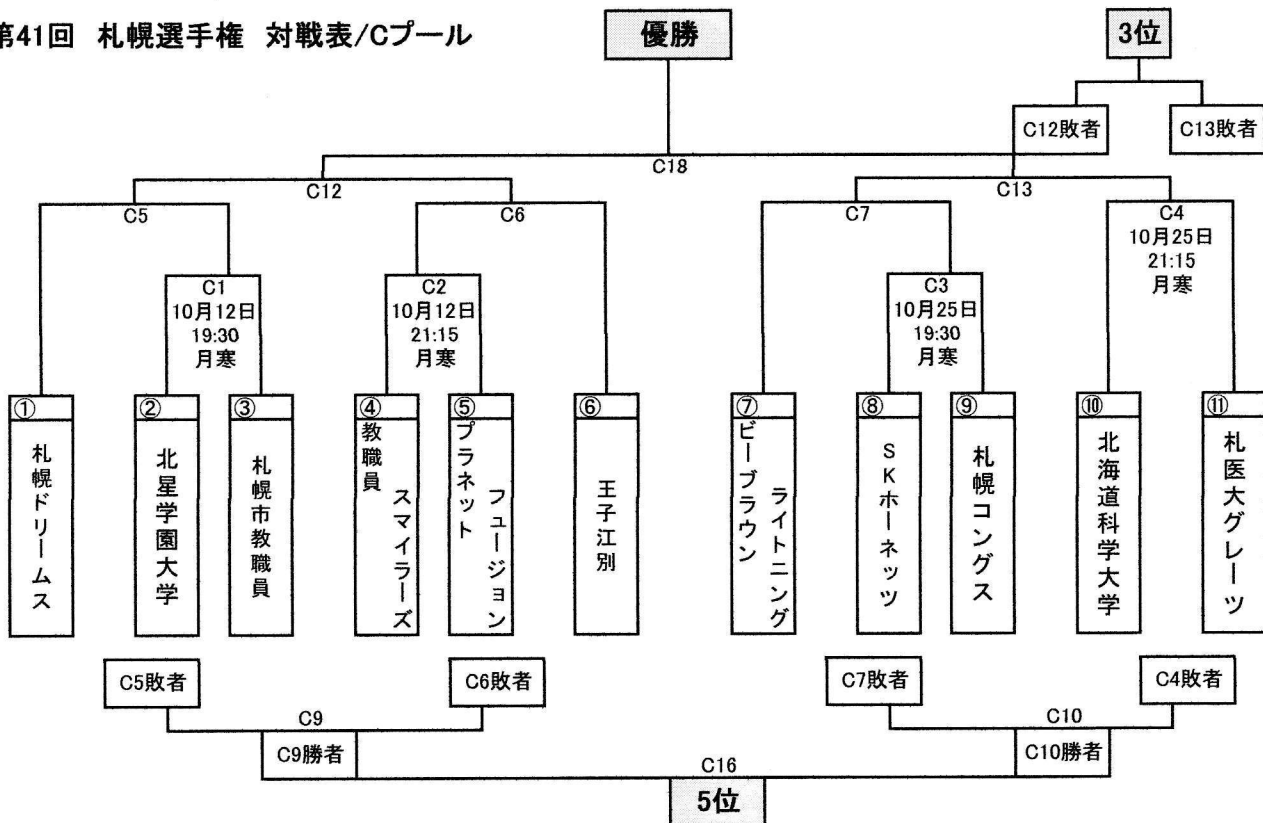 第41回 札幌選手権 対戦表/Cプール
優勝
3位
C12敗者
C13敗者
C18
C12
C13
C5
C6
C7
C4
10月25日
21:15
月寒
C1
10月12日
19:30
月寒
C2
10月12日
21:15
月寒
C3
10月25日
19:30
月寒
①
札幌ドリームス
②
北星学園大学
③
札幌市教職員
④
教職員
スマイラーズ
⑤
プラネット
フュージョン
⑥
王子江別
⑦
ビーブラウン
ライトニング
⑧
SKホーネッツ
⑨
札幌コングス
⑩
北海道科学大学
⑪
札医大グレーツ
C5敗者
C6敗者
C7敗者
C4敗者
C9
C10
C9勝者
C10勝者
C16
5位